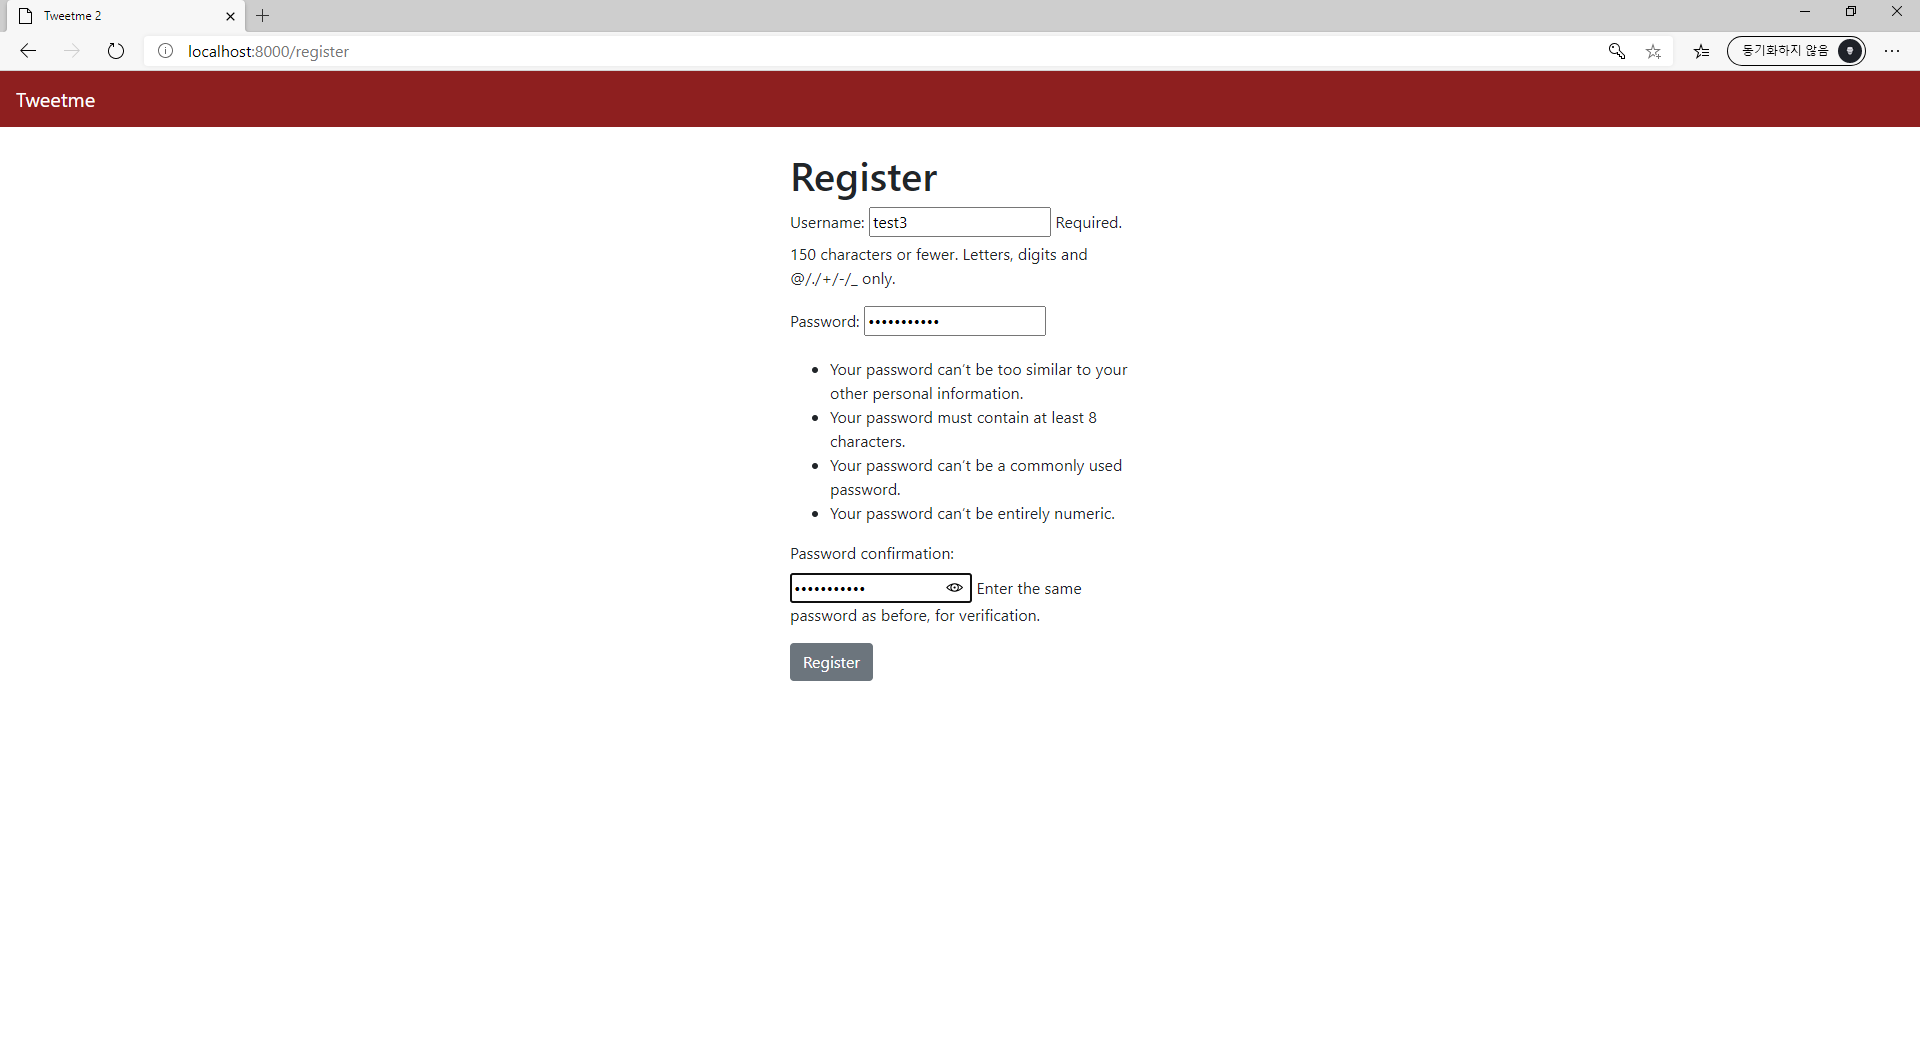 Tweetme 2
localhost:8000/register
동기화하지 않음
Tweetme
Register
Username: test3 Required.
150 characters or fewer. Letters, digits and
@/./+/-/_ only.
Password: •••••••••••
• Your password can’t be too similar to your
other personal information.
• Your password must contain at least 8
characters.
• Your password can’t be a commonly used
password.
• Your password can’t be entirely numeric.
Password confirmation:
••••••••••• Enter the same
password as before, for verification.
Register